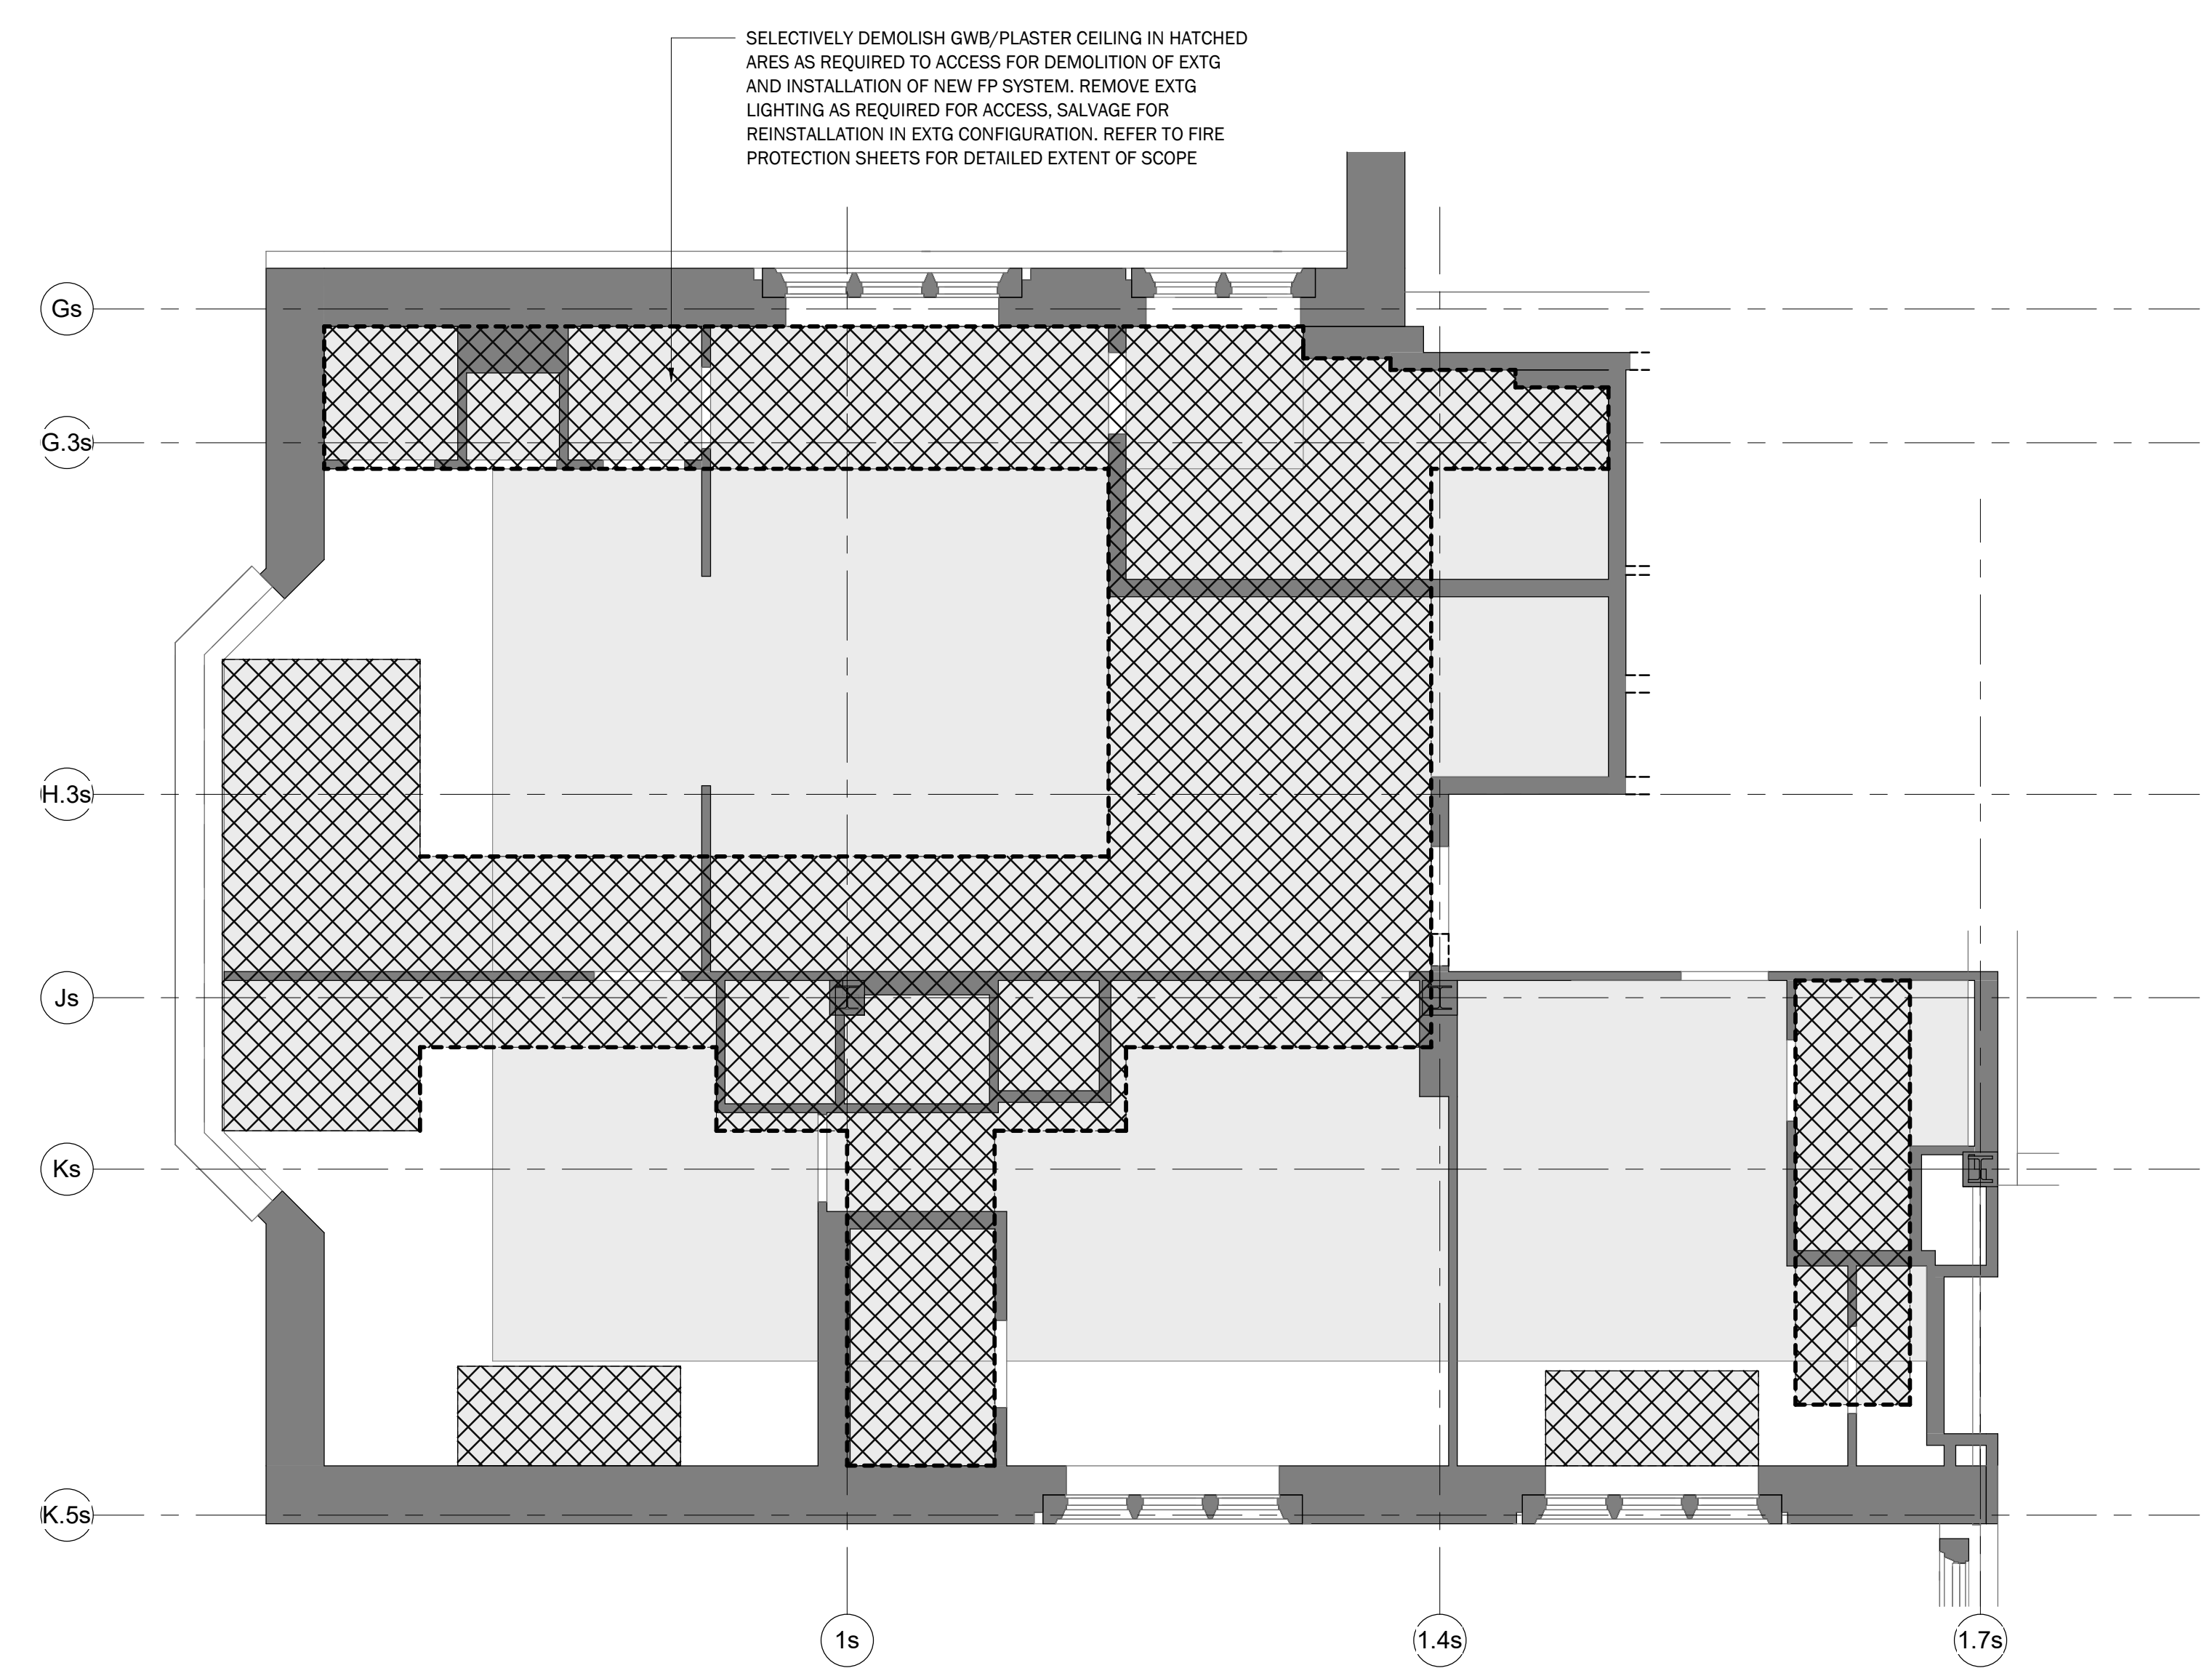 SELECTIVELY DEMOLISH GWB/PLASTER CEILING IN HATCHED
ARES AS REQUIRED TO ACCESS FOR DEMOLITION OF EXTG
AND INSTALLATION OF NEW FP SYSTEM. REMOVE EXTG
LIGHTING AS REQUIRED FOR ACCESS, SALVAGE FOR
REINSTALLATION IN EXTG CONFIGURATION. REFER TO FIRE
PROTECTION SHEETS FOR DETAILED EXTENT OF SCOPE
Gs
G.3s
H.3s
Js
Ks
K.5s
1s
1.4s
1.7s